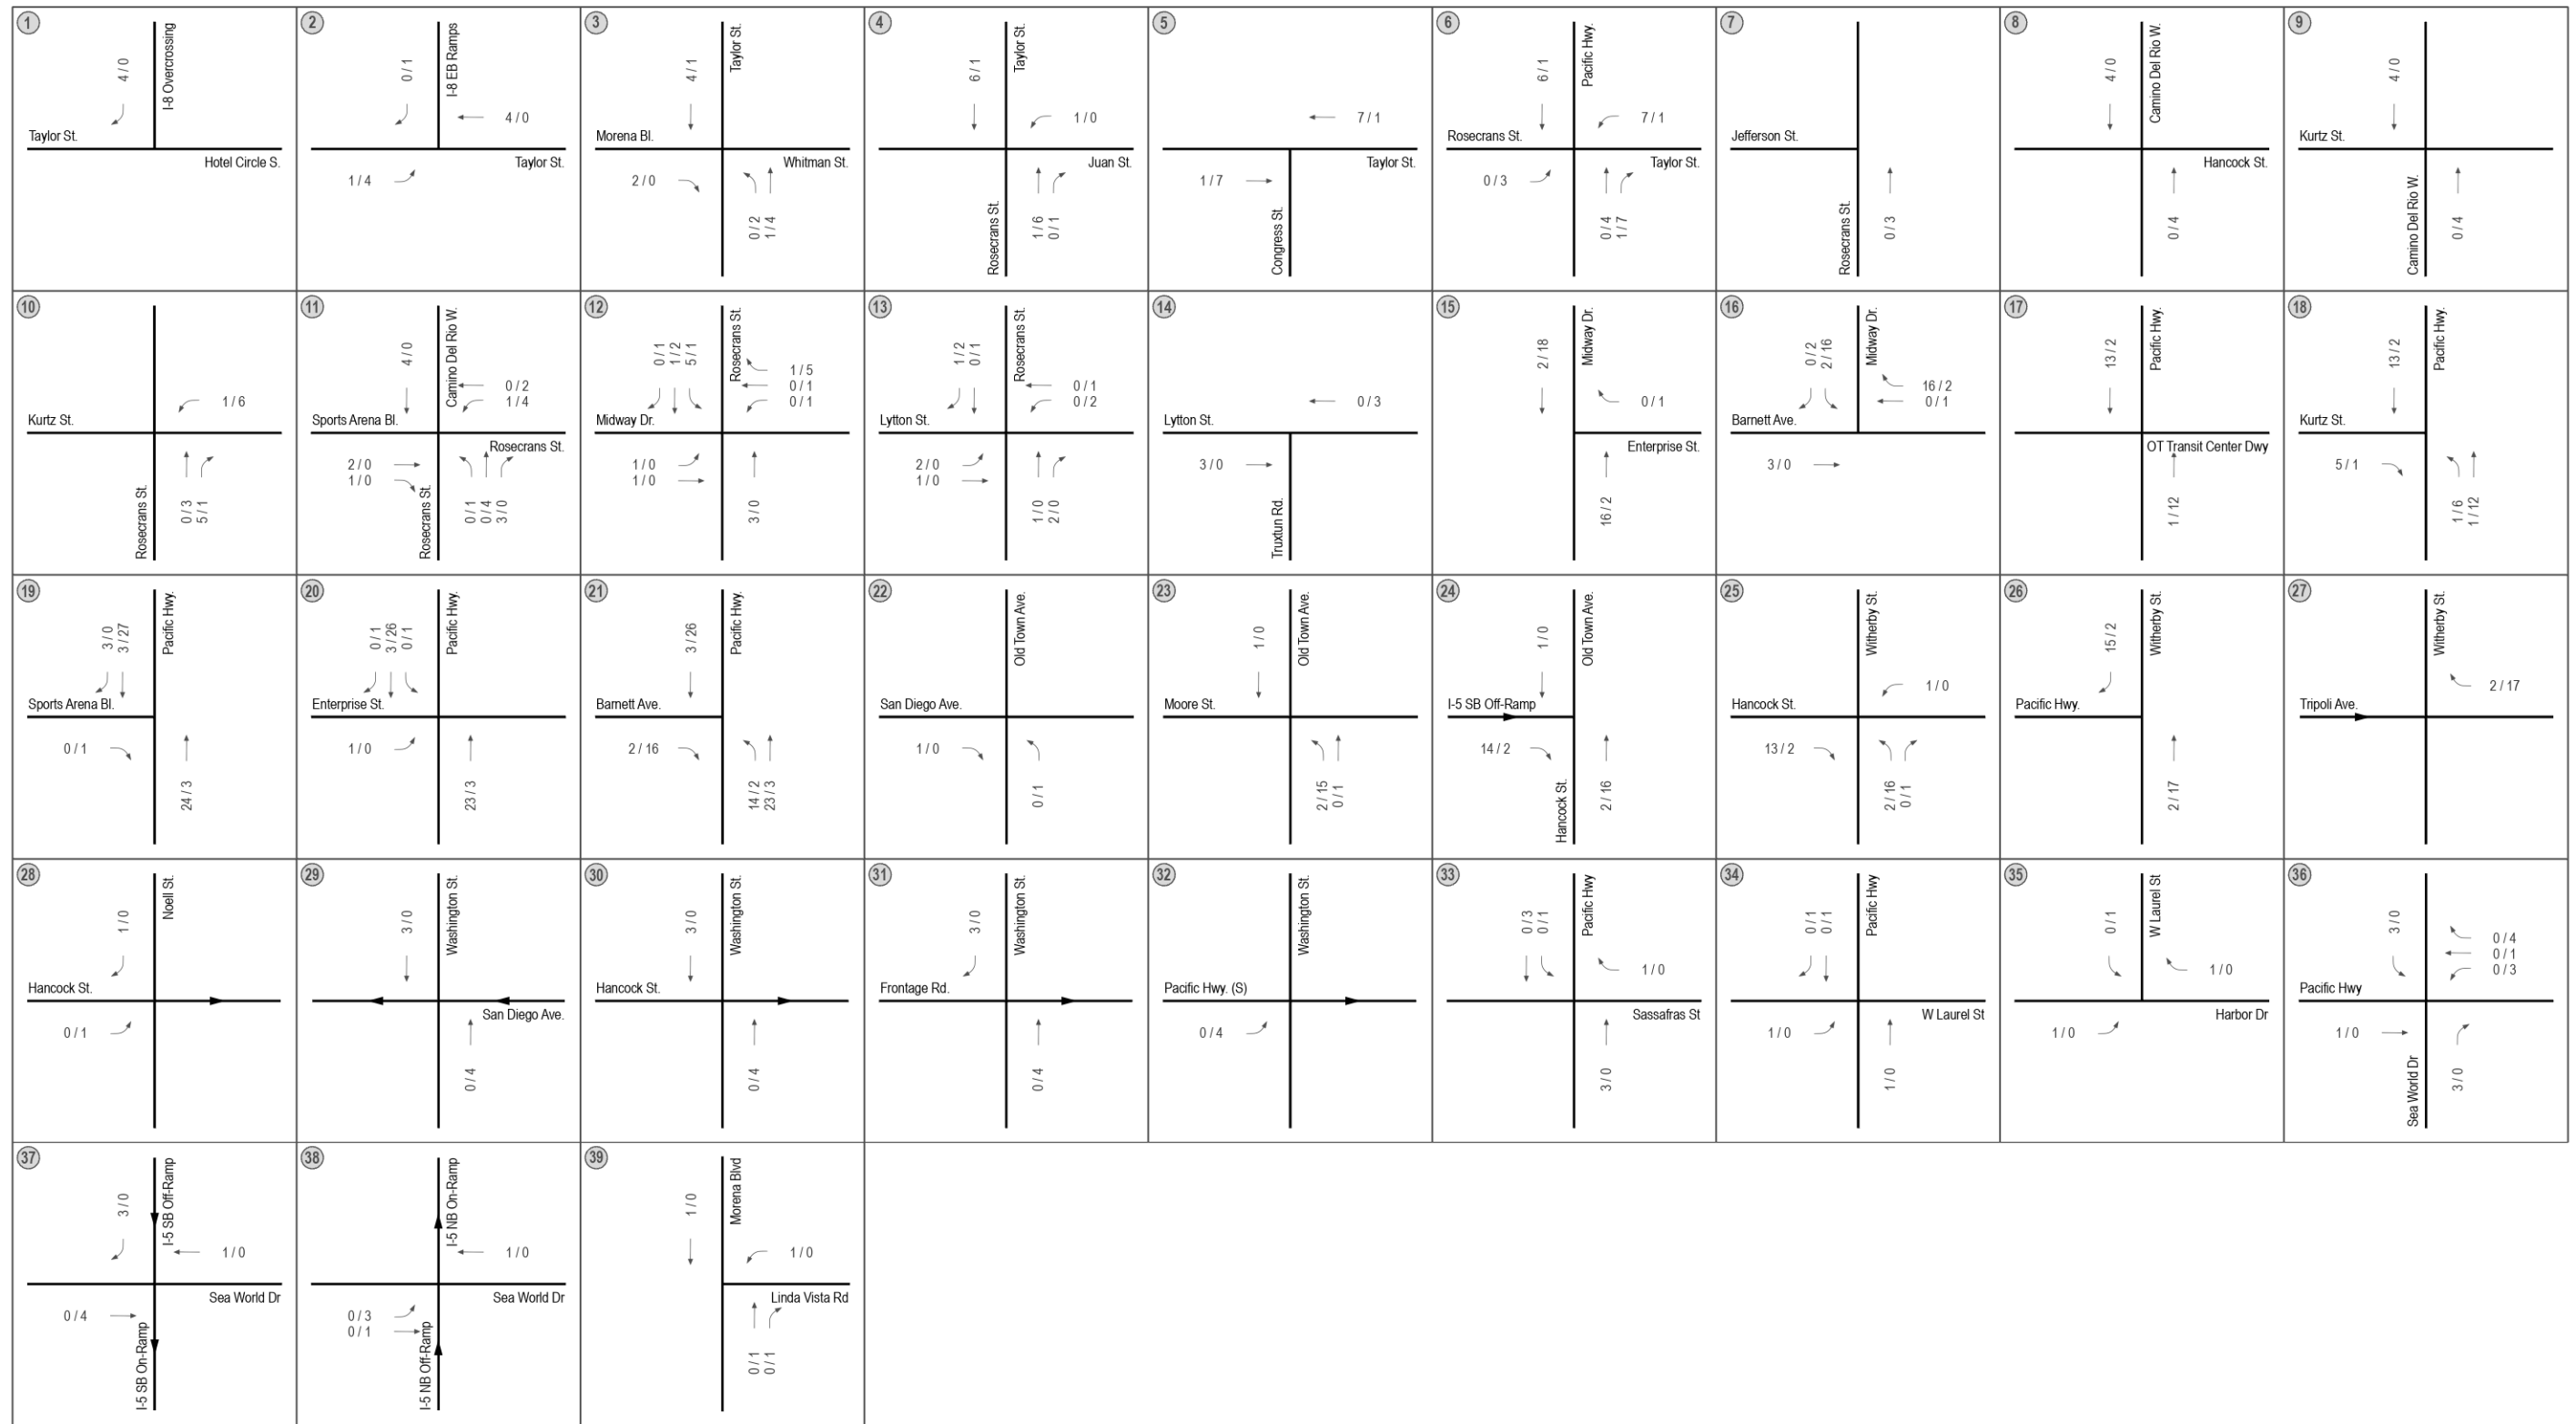 1
I-8 Overcrossing
4 / 0
Taylor St.
Hotel Circle S.
2
I-8 EB Ramps
0 / 1
4 / 0
Taylor St.
1 / 4
3
Taylor St.
4 / 1
Morena Bl.
Whitman St.
2 / 0
0 / 2
1 / 4
4
Taylor St.
6 / 1
1 / 0
Juan St.
Rosecrans St.
1 / 6
0 / 1
5
7 / 1
Taylor St.
1 / 7
Congress St.
6
Pacific Hwy.
6 / 1
7 / 1
Rosecrans St.
Taylor St.
0 / 3
0 / 4
1 / 7
7
Jefferson St.
Rosecrans St.
0 / 3
8
Camino Del Rio W.
4 / 0
Hancock St.
0 / 4
9
4 / 0
Kurtz St.
Camino Del Rio W.
0 / 4
10
1 / 6
Kurtz St.
Rosecrans St.
0 / 3
5 / 1
11
Camino Del Rio W.
4 / 0
0 / 2
1 / 4
Sports Arena Bl.
Rosecrans St.
2 / 0
1 / 0
Rosecrans St.
0 / 1
0 / 4
3 / 0
12
Rosecrans St.
0 / 1
1 / 2
5 / 1
1 / 5
0 / 1
0 / 1
Midway Dr.
1 / 0
1 / 0
3 / 0
13
Rosecrans St.
1 / 2
0 / 1
0 / 1
0 / 2
Lytton St.
2 / 0
1 / 0
1 / 0
2 / 0
14
0 / 3
Lytton St.
3 / 0
Truxtun Rd.
15
Midway Dr.
2 / 18
0 / 1
Enterprise St.
16 / 2
16
Midway Dr.
0 / 2
2 / 16
16 / 2
0 / 1
Barnett Ave.
3 / 0
17
Pacific Hwy.
13 / 2
OT Transit Center Dwy
1 / 12
18
Pacific Hwy.
13 / 2
Kurtz St.
5 / 1
1 / 6
1 / 12
19
Pacific Hwy.
3 / 0
3 / 27
Sports Arena Bl.
0 / 1
24 / 3
20
Pacific Hwy.
0 / 1
3 / 26
0 / 1
Enterprise St.
1 / 0
23 / 3
21
Pacific Hwy.
3 / 26
Barnett Ave.
2 / 16
14 / 2
23 / 3
22
Old Town Ave.
San Diego Ave.
1 / 0
0 / 1
23
Old Town Ave.
1 / 0
Moore St.
2 / 15
0 / 1
24
Old Town Ave.
1 / 0
I-5 SB Off-Ramp
14 / 2
Hancock St.
2 / 16
25
Witherby St.
1 / 0
Hancock St.
13 / 2
2 / 16
0 / 1
26
Witherby St.
15 / 2
Pacific Hwy.
2 / 17
27
Witherby St.
2 / 17
Tripoli Ave.
28
Noell St.
1 / 0
Hancock St.
0 / 1
29
Washington St.
3 / 0
San Diego Ave.
0 / 4
30
Washington St.
3 / 0
Hancock St.
0 / 4
31
Washington St.
3 / 0
Frontage Rd.
0 / 4
32
Washington St.
Pacific Hwy. (S)
0 / 4
33
Pacific Hwy
0 / 3
0 / 1
1 / 0
Sassafras St
3 / 0
34
Pacific Hwy
0 / 1
0 / 1
W Laurel St
1 / 0
1 / 0
35
W Laurel St
0 / 1
1 / 0
Harbor Dr
1 / 0
36
3 / 0
0 / 4
0 / 1
0 / 3
Pacific Hwy
1 / 0
Sea World Dr
3 / 0
37
I-5 SB Off-Ramp
3 / 0
1 / 0
Sea World Dr
0 / 4
I-5 SB On-Ramp
38
I-5 NB On-Ramp
1 / 0
Sea World Dr
0 / 3
0 / 1
I-5 NB Off-Ramp
39
Morena Blvd
1 / 0
1 / 0
Linda Vista Rd
0 / 1
0 / 1